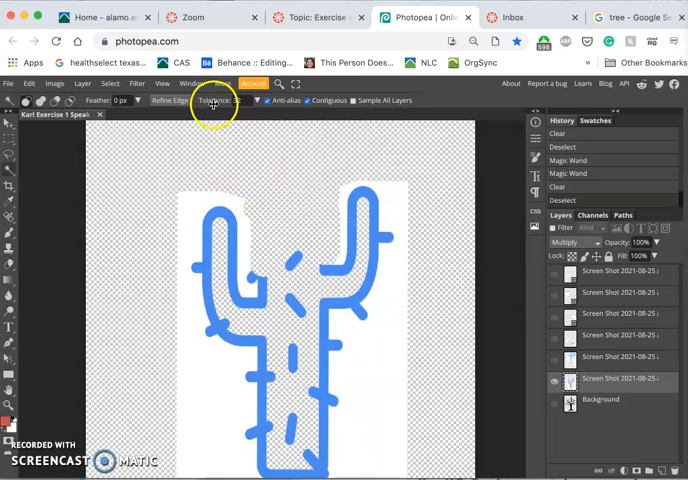 Home - alamo.e
Zoom
Topic: Exercise
Photopea | Onli
Inbox
tree - Google Se
photopea.com
598
Apps
healthselect texas...
CAS
Behance :: Editing...
This Person Does...
NLC
OrgSync
Other Bookmarks
File Edit Image Layer Select Filter View Window More Account
About Report a bug Learn Blog API
Feather: 0 px
Refine Edge
Tolerance: 32
Anti-alias
Contiguous
Sample All Layers
Karl Exercise 1 Speak
History Swatches
Clear
Deselect
Magic Wand
Magic Wand
Clear
Deselect
Layers Channels Paths
Filter Kind
Multiply Opacity: 100%
Lock: Fill: 100%
CSS
Screen Shot 2021-08-25
Screen Shot 2021-08-25
Screen Shot 2021-08-25
Screen Shot 2021-08-25
Screen Shot 2021-08-25
Screen Shot 2021-08-25
Background
RECORDED WITH
SCREENCAST MATIC